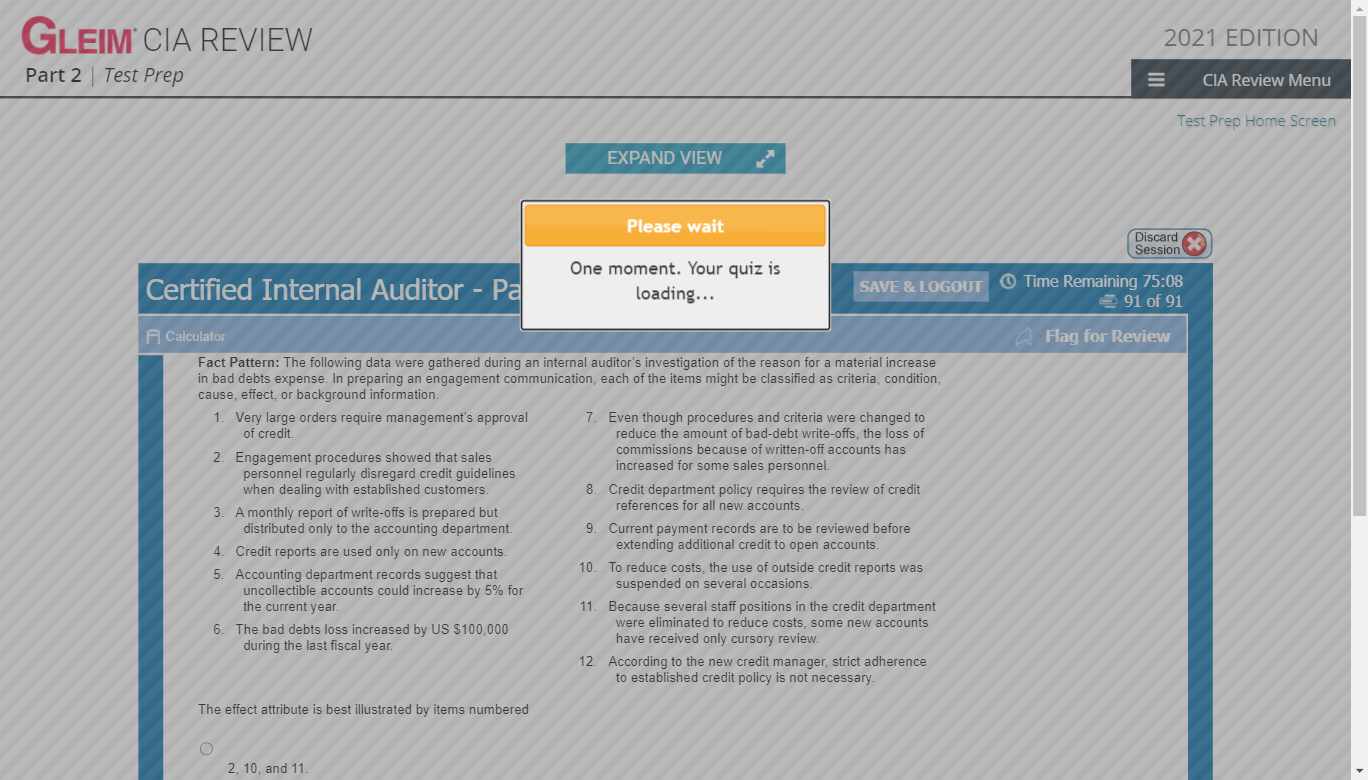 GLEIM® CIA REVIEW
2021 EDITION
Part 2 | Test Prep
CIA Review Menu
Test Prep Home Screen
EXPAND VIEW
Please wait
One moment. Your quiz is
loading...
Discard
Session
Certified Internal Auditor - Pa
SAVE & LOGOUT
Time Remaining 75:08
91 of 91
Calculator
Flag for Review
Fact Pattern: The following data were gathered during an internal auditor's investigation of the reason for a material increase
in bad debts expense. In preparing an engagement communication, each of the items might be classified as criteria, condition,
cause, effect, or background information.
1. Very large orders require management's approval
of credit.
2. Engagement procedures showed that sales
personnel regularly disregard credit guidelines
when dealing with established customers.
3. A monthly report of write-offs is prepared but
distributed only to the accounting department.
4. Credit reports are used only on new accounts.
5. Accounting department records suggest that
uncollectible accounts could increase by 5% for
the current year.
6. The bad debts loss increased by US $100,000
during the last fiscal year.
7. Even though procedures and criteria were changed to
reduce the amount of bad-debt write-offs, the loss of
commissions because of written-off accounts has
increased for some sales personnel.
8. Credit department policy requires the review of credit
references for all new accounts.
9. Current payment records are to be reviewed before
extending additional credit to open accounts.
10. To reduce costs, the use of outside credit reports was
suspended on several occasions.
11. Because several staff positions in the credit department
were eliminated to reduce costs, some new accounts
have received only cursory review.
12. According to the new credit manager, strict adherence
to established credit policy is not necessary.
The effect attribute is best illustrated by items numbered
2, 10, and 11.